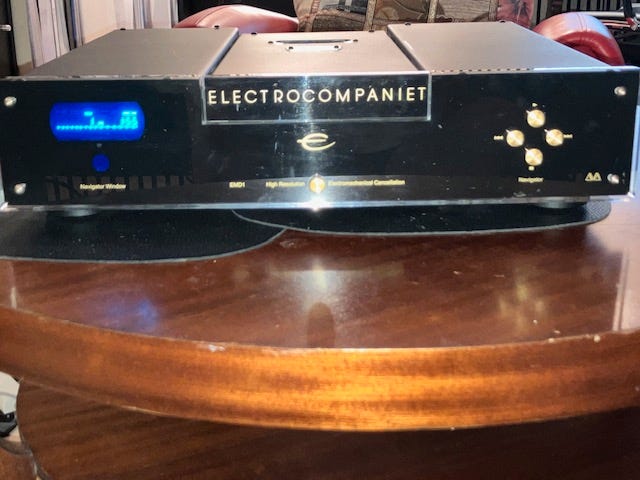 ELECTROCOMPANIET
Navigator Window
EMD1 High Resolution Electromechanical Cancellation
Navigator